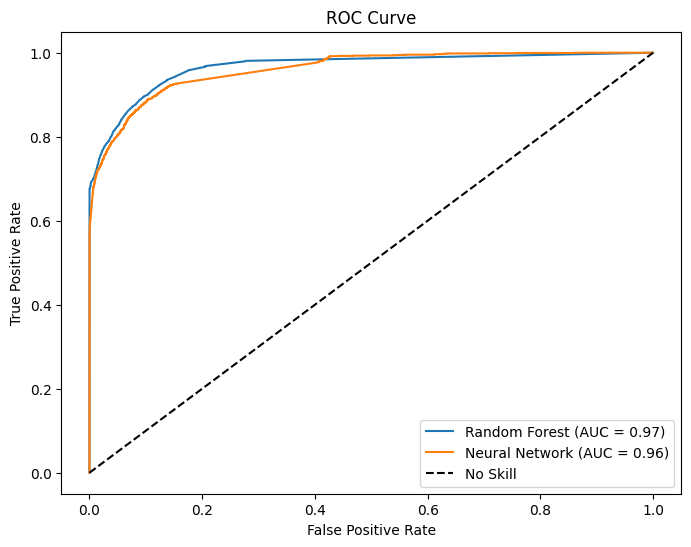 ROC Curve
1.0
0.8
0.6
0.4
0.2
0.0
True Positive Rate
Random Forest (AUC = 0.97)
Neural Network (AUC = 0.96)
No Skill
0.0 0.2 0.4 0.6 0.8 1.0
False Positive Rate